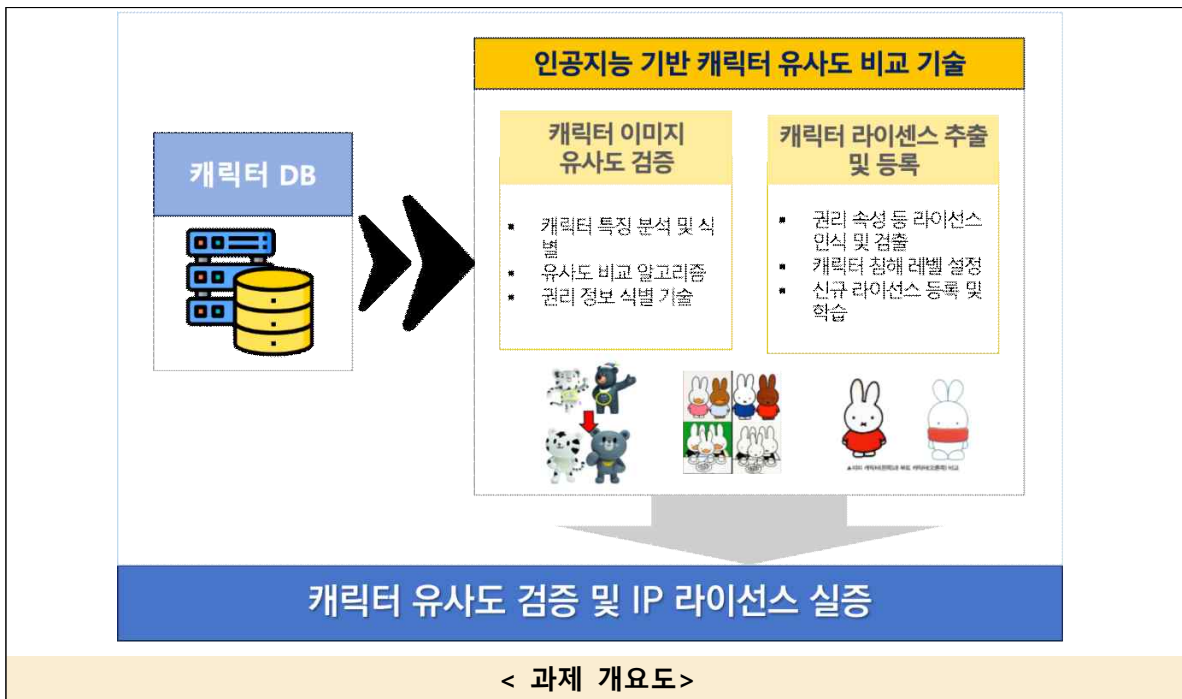 인공지능 기반 캐릭터 유사도 비교 기술
캐릭터 DB
캐릭터 이미지
유사도 검증
▪ 캐릭터 특징 분석 및 식
별
▪ 유사도 비교 알고리즘
▪ 권리 정보 식별 기술
캐릭터 라이센스 추출
및 등록
▪ 권리 속성 등 라이선스
인식 및 검출
▪ 캐릭터 침해 레벨 설정
▪ 신규 라이선스 등록 및
학습
캐릭터 유사도 검증 및 IP 라이선스 실증
< 과제 개요도>